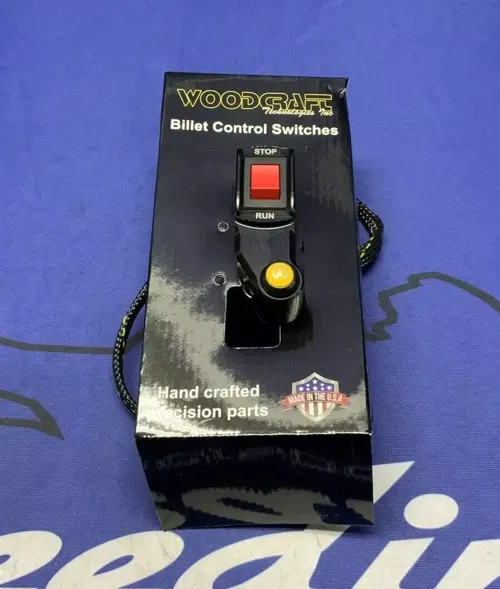 WOODCRAFT
Technologies Inc
Billet Control Switches
STOP
RUN
Hand crafted
precision parts
MADE IN THE U.S.A